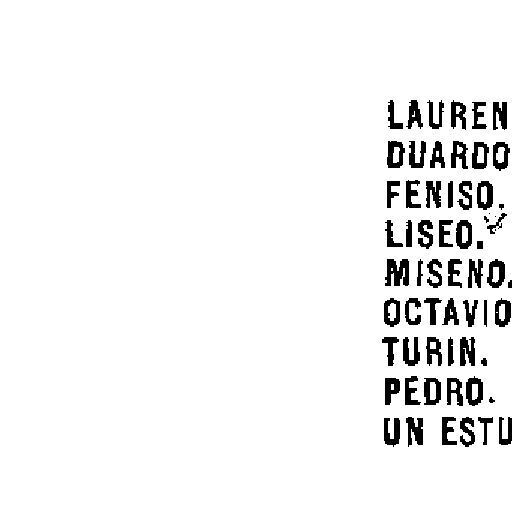 LAUREN
DUARDO
FENISO.
LISEO.
MISENO.
OCTAVIO
TURIN.
PEDRO.
UN ESTU